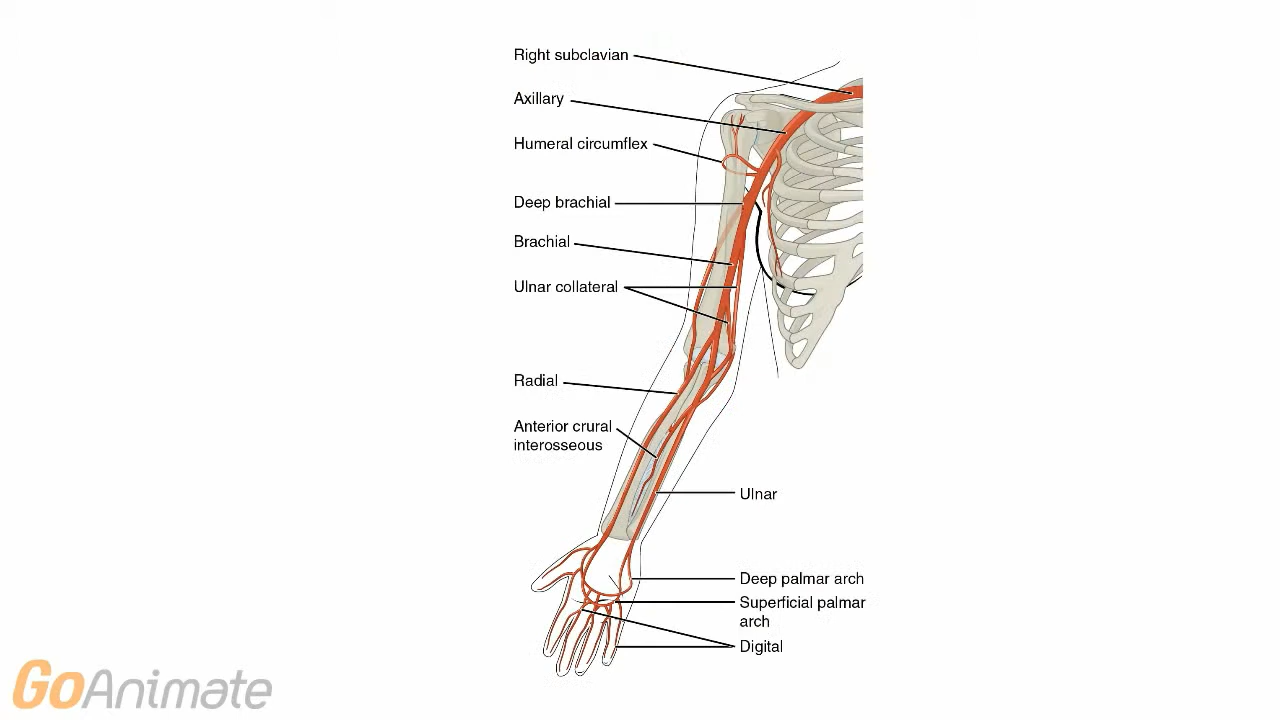 Right subclavian
Axillary
Humeral circumflex
Deep brachial
Brachial
Ulnar collateral
Radial
Anterior crural
interosseous
Ulnar
Deep palmar arch
Superficial palmar
arch
Digital
GoAnimate